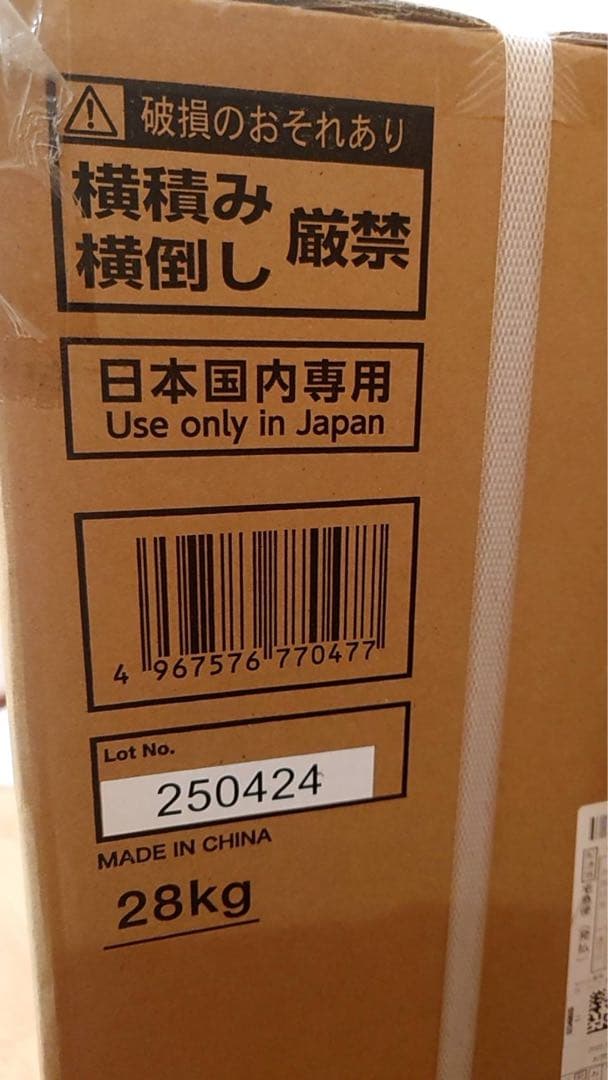 破損のおそれあり
横積み
横倒し
厳禁
日本国内専用
Use only in Japan
4 967576 770477
Lot No.
250424
MADE IN CHINA
28kg